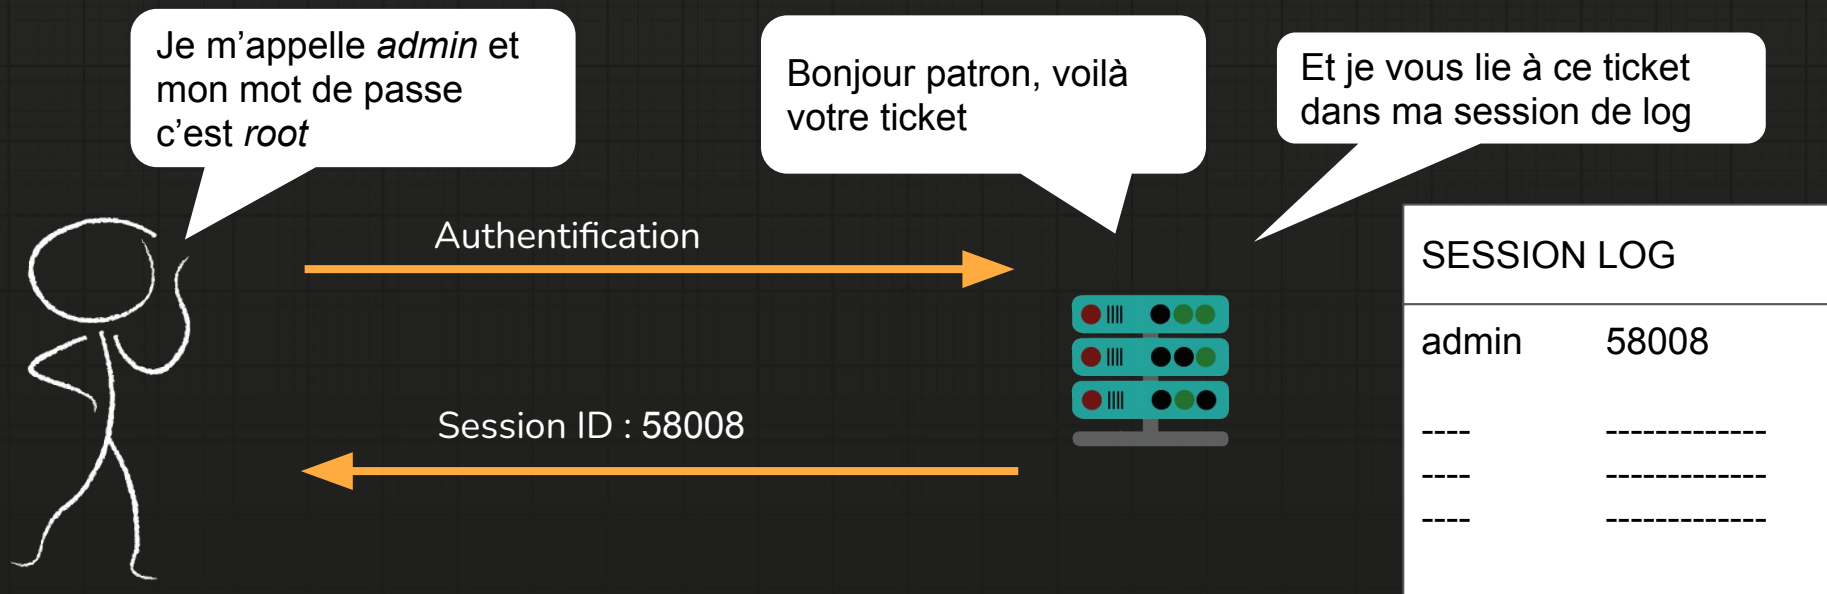 Je m’appelle admin et
mon mot de passe
c’est root
Bonjour patron, voilà
votre ticket
Et je vous lie à ce ticket
dans ma session de log
Authentification
Session ID : 58008
SESSION LOG
admin 58008
---- -------------
---- -------------
---- -------------